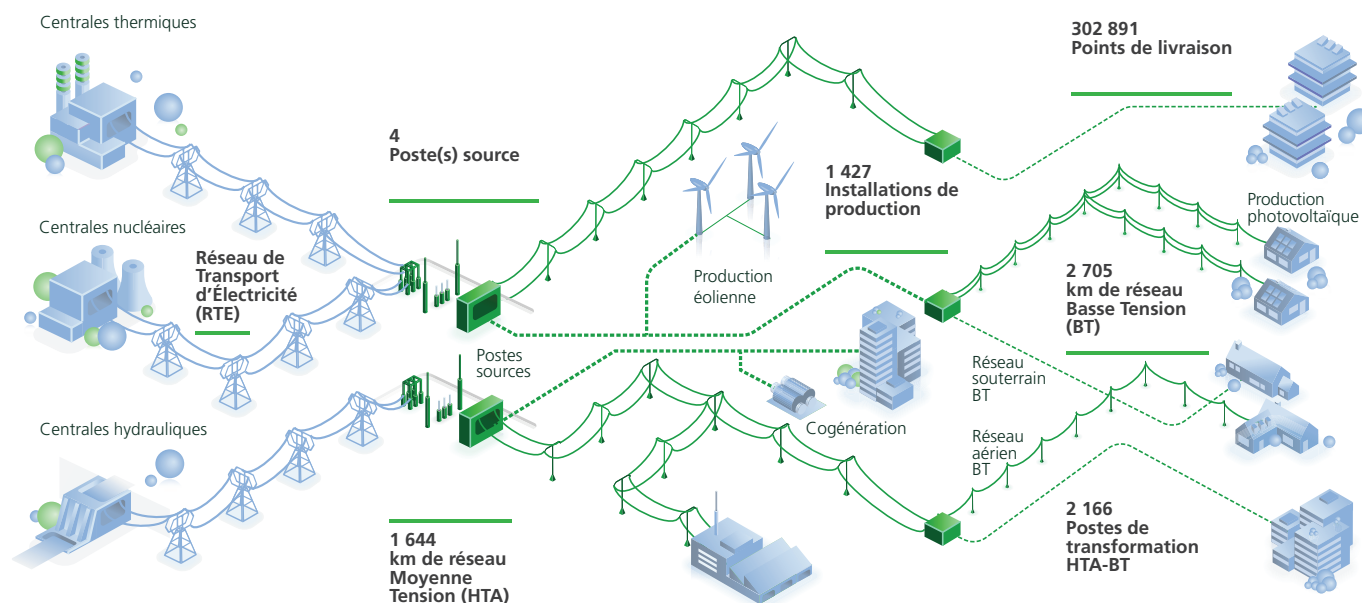 Centrales thermiques
302 891
Points de livraison
4
Poste(s) source
1 427
Installations de
production
Production
photovoltaïque
Centrales nucléaires
Réseau de
Transport
d'Électricité
(RTE)
Production
éolienne
2 705
km de réseau
Basse Tension
(BT)
Postes
sources
Réseau
souterrain
BT
Centrales hydrauliques
Cogénération
Réseau
aérien
BT
1 644
km de réseau
Moyenne
Tension (HTA)
2 166
Postes de
transformation
HTA-BT